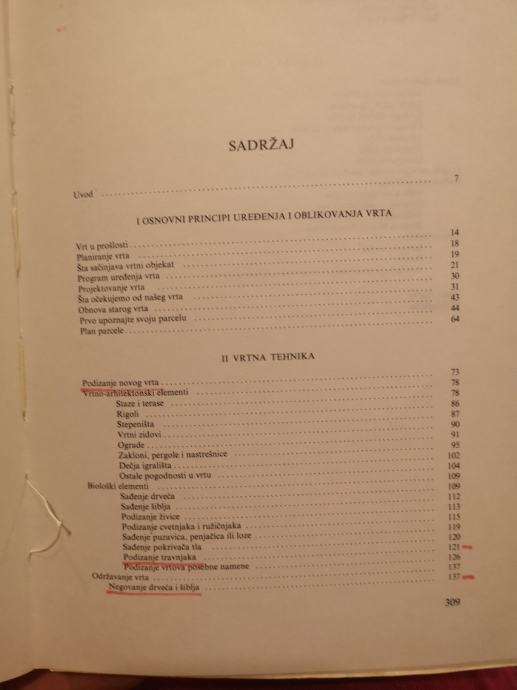 SADRŽAJ
Uvod 7
I OSNOVNI PRINCIPI UREĐENJA I OBLIKOVANJA VRTA
Vrt u prošlosti 14
Planiranje vrta 18
Šta sačinjava vrtni objekat 19
Program uređenja vrta 21
Projektovanje vrta 30
Šta očekujemo od našeg vrta 31
Obnova starog vrta 43
Prvo upoznajte svoju parcelu 44
Plan parcele 64
II VRTNA TEHNIKA
Podizanje novog vrta 73
Vrtno-arhitektonski elementi 78
Staze i terase 78
Rigoli 86
Stepeništa 87
Vrtni zidovi 90
Ograde 91
Zakloni, pergole i nastrešnice 95
Dečja igrališta 102
Ostale pogodnosti u vrtu 104
Biološki elementi 109
Sađenje drveća 109
Sađenje šiblja 112
Podizanje živice 113
Podizanje cvetnjaka i ružičnjaka 115
Sađenje puzavica, penjačica ili loze 119
Sađenje pokrivača tla 120
Podizanje travnjaka 121
Podizanje vrtova posebne namene 126
Održavanje vrta 137
Negovanje drveća i šiblja 137
309